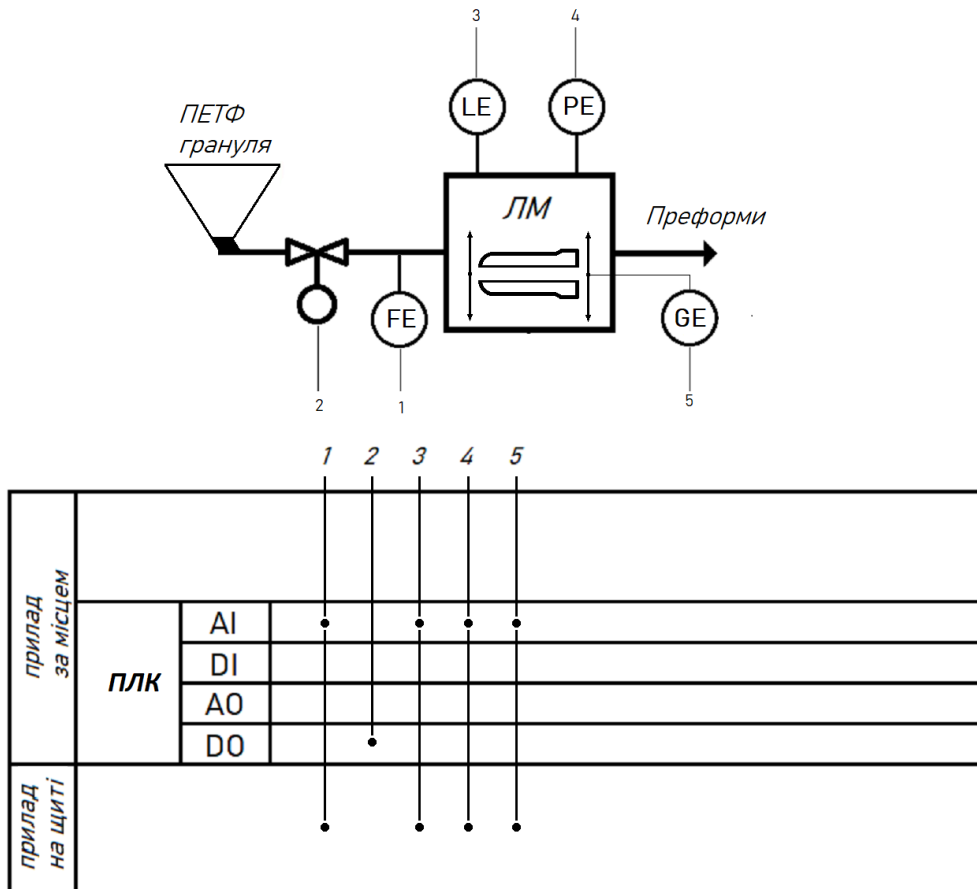 3 4
LE PE
ПЕТФ
грануля
ЛМ
Преформи
FE
GE
2 1 5
1 2 3 4 5
прилад
за місцем
ПЛК
AI
DI
AO
DO
прилад
на щиті